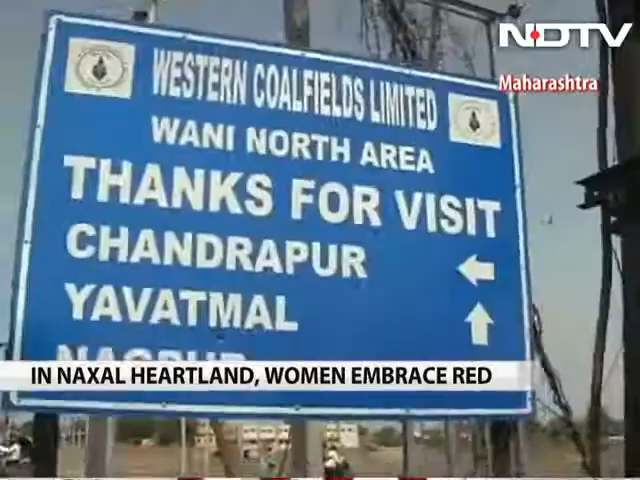 NDTV
Maharashtra
WESTERN COALFIELDS LIMITED
WANI NORTH AREA
THANKS FOR VISIT
CHANDRAPUR
YAVATMAL
NAGPUR
IN NAXAL HEARTLAND, WOMEN EMBRACE RED